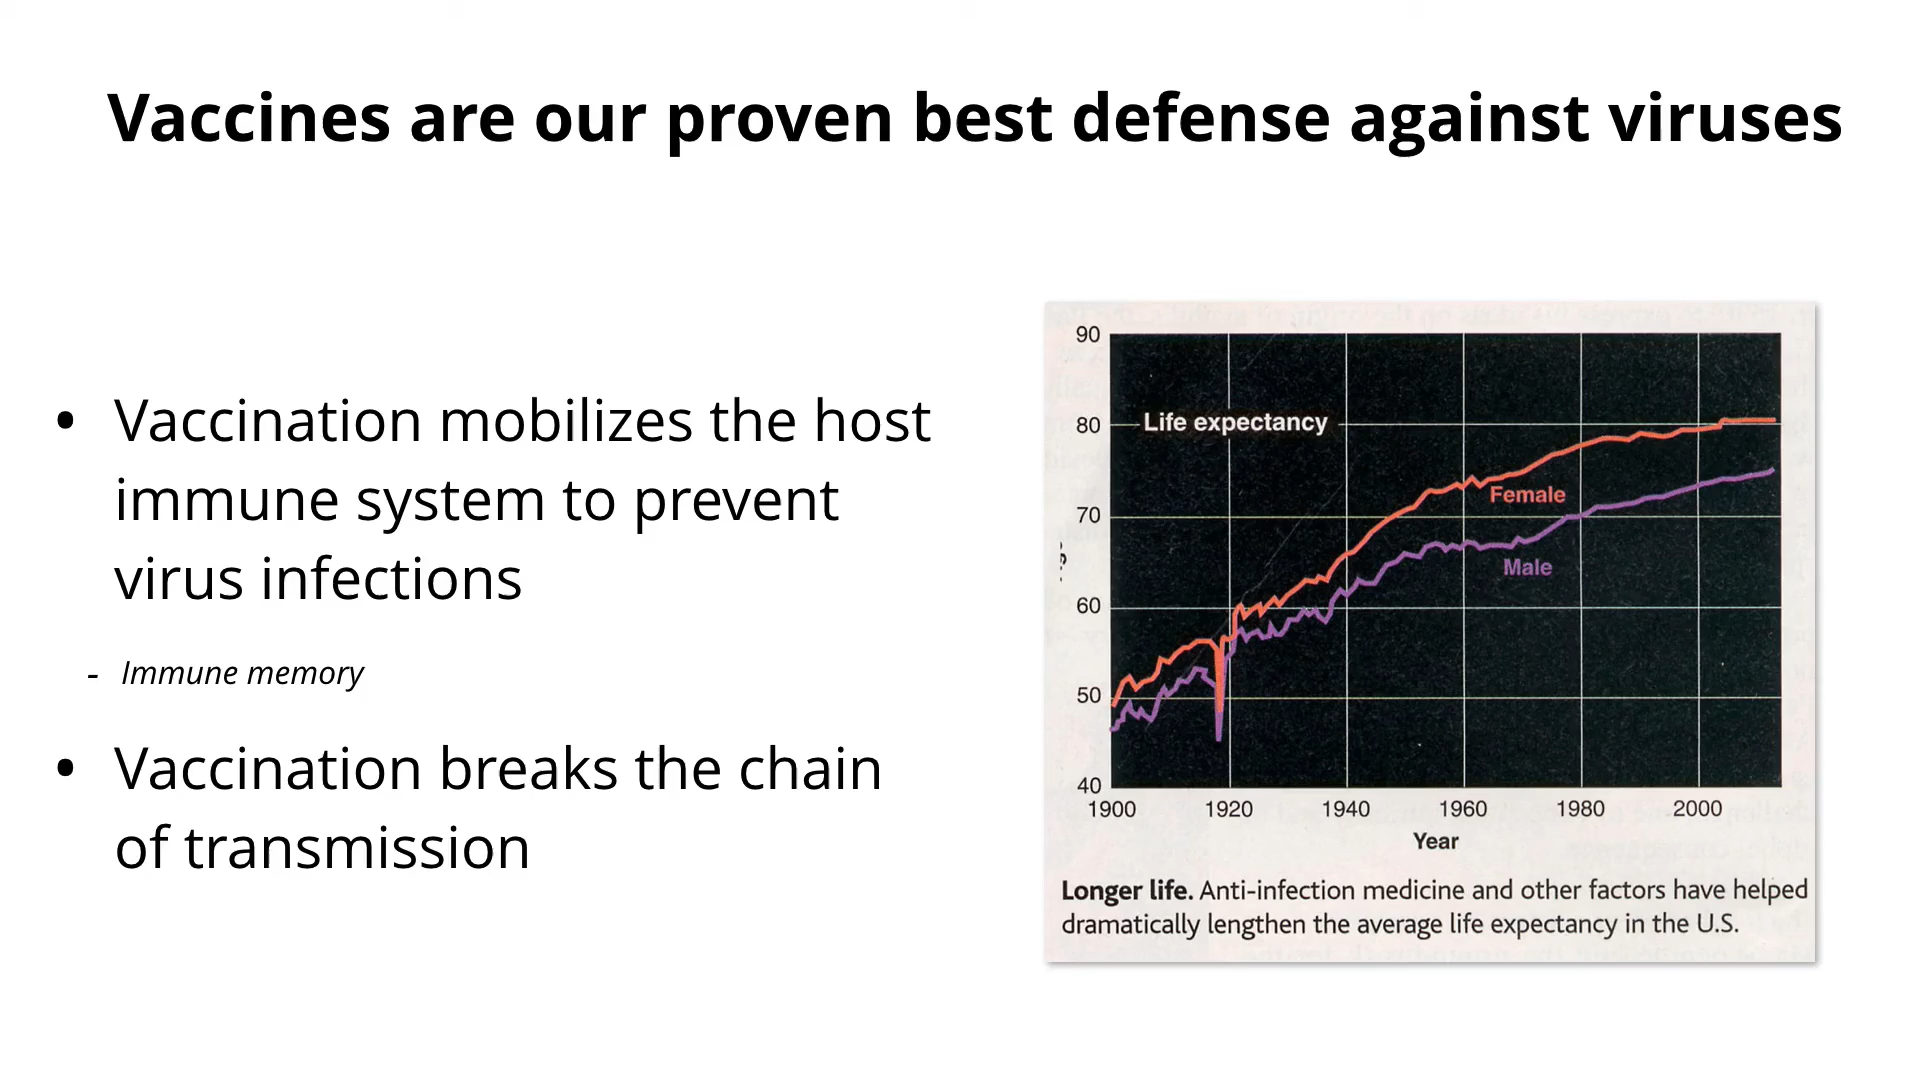 Vaccines are our proven best defense against viruses
• Vaccination mobilizes the host
immune system to prevent
virus infections
- Immune memory
• Vaccination breaks the chain
of transmission
90
80
70
60
50
40
Life expectancy
Female
Male
1900 1920 1940 1960 1980 2000
Year
Longer life. Anti-infection medicine and other factors have helped
dramatically lengthen the average life expectancy in the U.S.